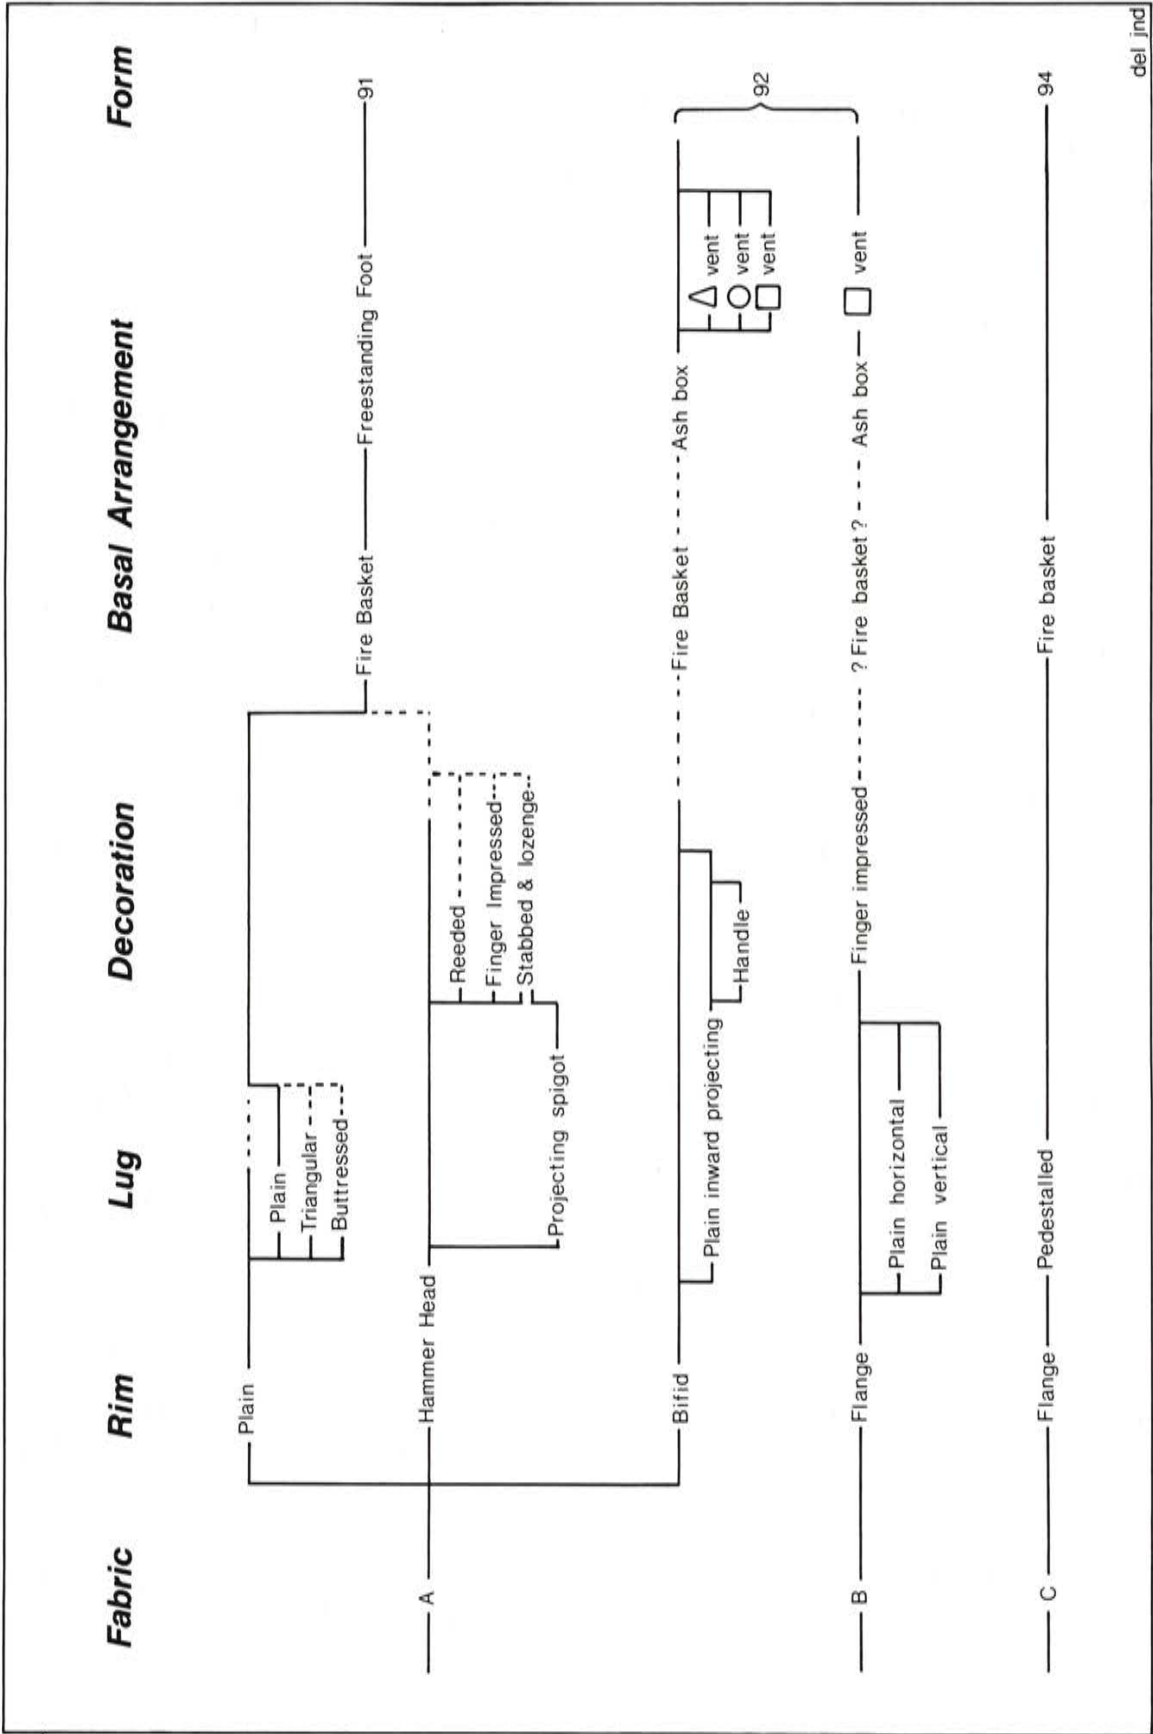 Fabric Rim Lug Decoration Basal Arrangement Form
Plain
Plain
Triangular
Buttressed
Fire Basket Freestanding Foot 91
A Hammer Head
Reeded
Finger Impressed
Stabbed & lozenge
Projecting spigot
Bifid Fire Basket Ash box
Plain inward projecting vent
Handle vent
vent
92
B Flange Finger impressed ? Fire basket ? Ash box vent
Plain horizontal
Plain vertical
C Flange Pedestalled Fire basket 94
del jnd